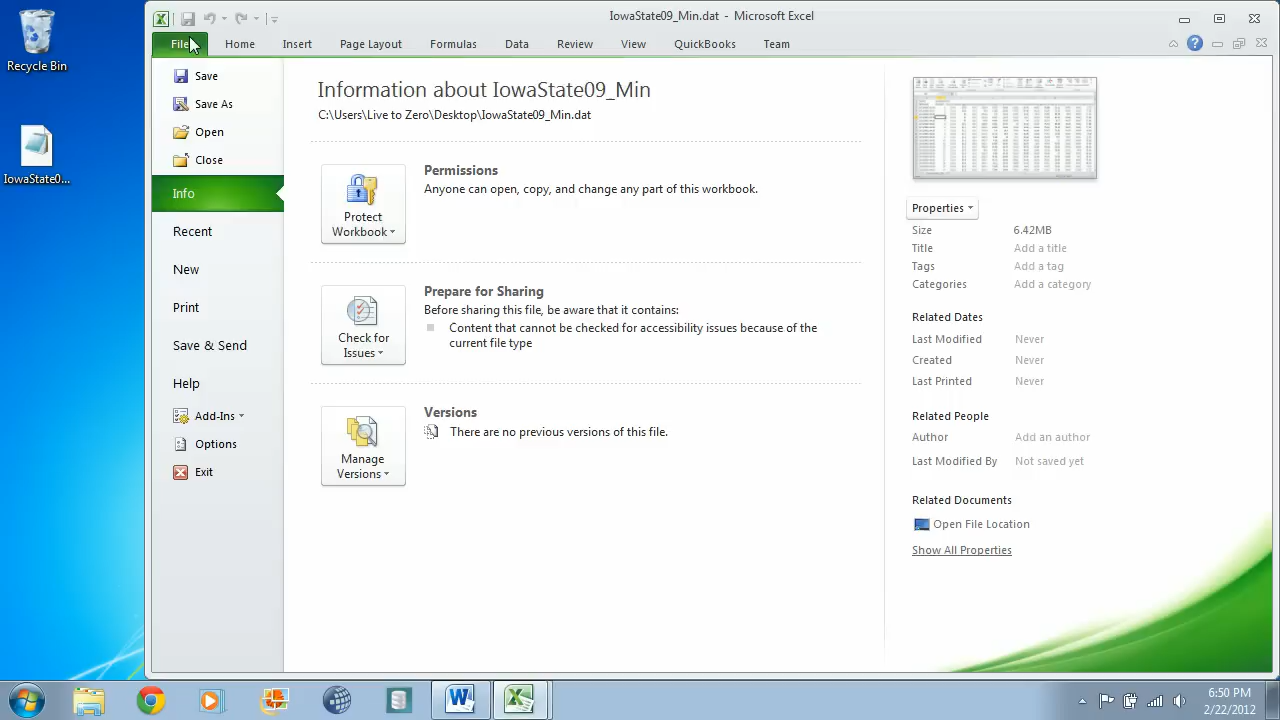 Recycle Bin
IowaState0...
IowaState09_Min.dat - Microsoft Excel
File
Home
Insert
Page Layout
Formulas
Data
Review
View
QuickBooks
Team
Save
Save As
Open
Close
Info
Recent
New
Print
Save & Send
Help
Add-Ins
Options
Exit
Information about IowaState09_Min
to Zero\Desktop\IowaState09_Min.dat
Protect
Workbook
Permissions
Anyone can open, copy, and change any part of this workbook.
Check for
Issues
Prepare for Sharing
Before sharing this file, be aware that it contains:
Content that cannot be checked for accessibility issues because of the
current file type
Manage
Versions
Versions
There are no previous versions of this file.
Properties
Size 6.42MB
Title Add a title
Tags Add a tag
Categories Add a category
Related Dates
Last Modified Never
Created Never
Last Printed Never
Related People
Author Add an author
Last Modified By Not saved yet
Related Documents
Open File Location
Show All Properties
6:50 PM
2/22/2012